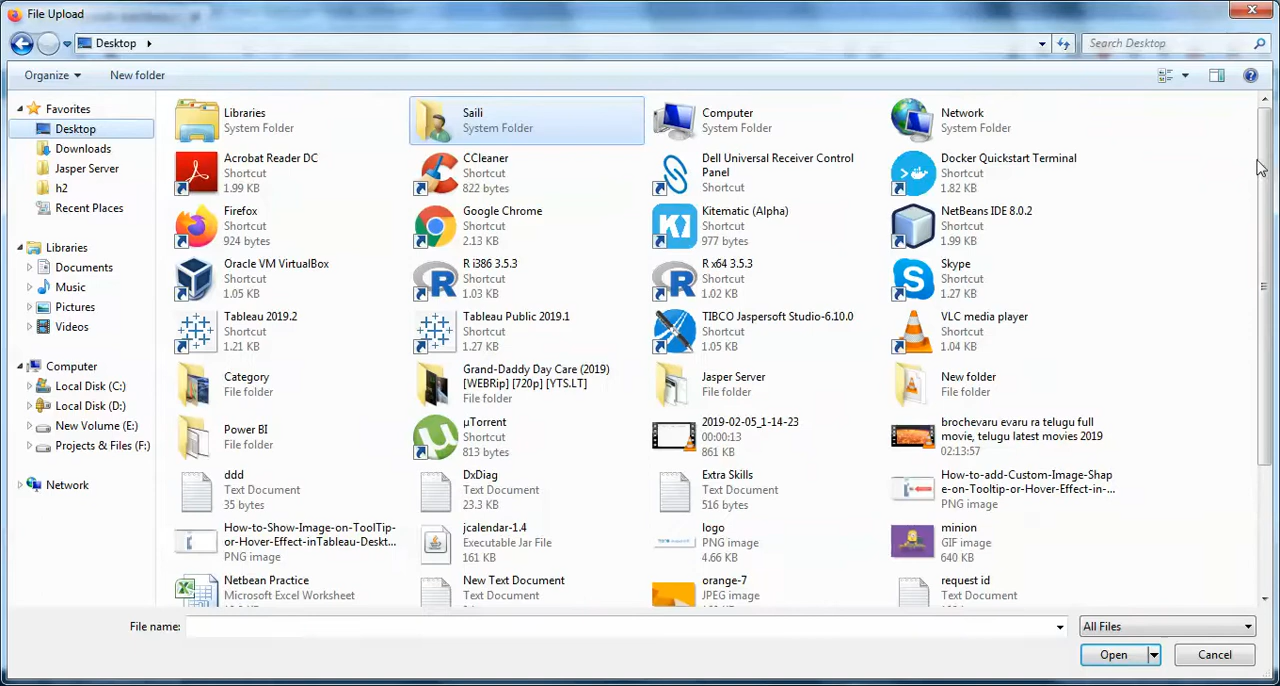 File Upload
Desktop
Search Desktop
Organize
New folder
Favorites
Desktop
Downloads
Jasper Server
h2
Recent Places
Libraries
Documents
Music
Pictures
Videos
Computer
Local Disk (C:)
Local Disk (D:)
New Volume (E:)
Projects & Files (F:)
Network
Libraries
System Folder
Saili
System Folder
Computer
System Folder
Network
System Folder
Acrobat Reader DC
Shortcut
1.99 KB
CCleaner
Shortcut
822 bytes
Dell Universal Receiver Control
Panel
Shortcut
Docker Quickstart Terminal
Shortcut
1.82 KB
Firefox
Shortcut
924 bytes
Google Chrome
Shortcut
2.13 KB
Kitematic (Alpha)
Shortcut
977 bytes
NetBeans IDE 8.0.2
Shortcut
1.99 KB
Oracle VM VirtualBox
Shortcut
1.05 KB
R i386 3.5.3
Shortcut
1.03 KB
R x64 3.5.3
Shortcut
1.02 KB
Skype
Shortcut
1.27 KB
Tableau 2019.2
Shortcut
1.21 KB
Tableau Public 2019.1
Shortcut
1.27 KB
TIBCO Jaspersoft Studio-6.10.0
Shortcut
1.05 KB
VLC media player
Shortcut
1.04 KB
Category
File folder
Grand-Daddy Day Care (2019)
[WEBRip] [720p] [YTS.LT]
File folder
Jasper Server
File folder
New folder
File folder
Power BI
File folder
µTorrent
Shortcut
813 bytes
2019-02-05_1-14-23
00:00:13
861 KB
brochevaru evaru ra telugu full
movie, telugu latest movies 2019
02:13:57
ddd
Text Document
35 bytes
DxDiag
Text Document
23.3 KB
Extra Skills
Text Document
516 bytes
How-to-add-Custom-Image-Shap
e-on-Tooltip-or-Hover-Effect-in-...
PNG image
How-to-Show-Image-on-ToolTip-
or-Hover-Effect-inTableau-Deskt...
PNG image
jcalendar-1.4
Executable Jar File
161 KB
logo
PNG image
4.66 KB
minion
GIF image
640 KB
Netbean Practice
Microsoft Excel Worksheet
New Text Document
Text Document
orange-7
JPEG image
request id
Text Document
File name:
All Files
Open
Cancel